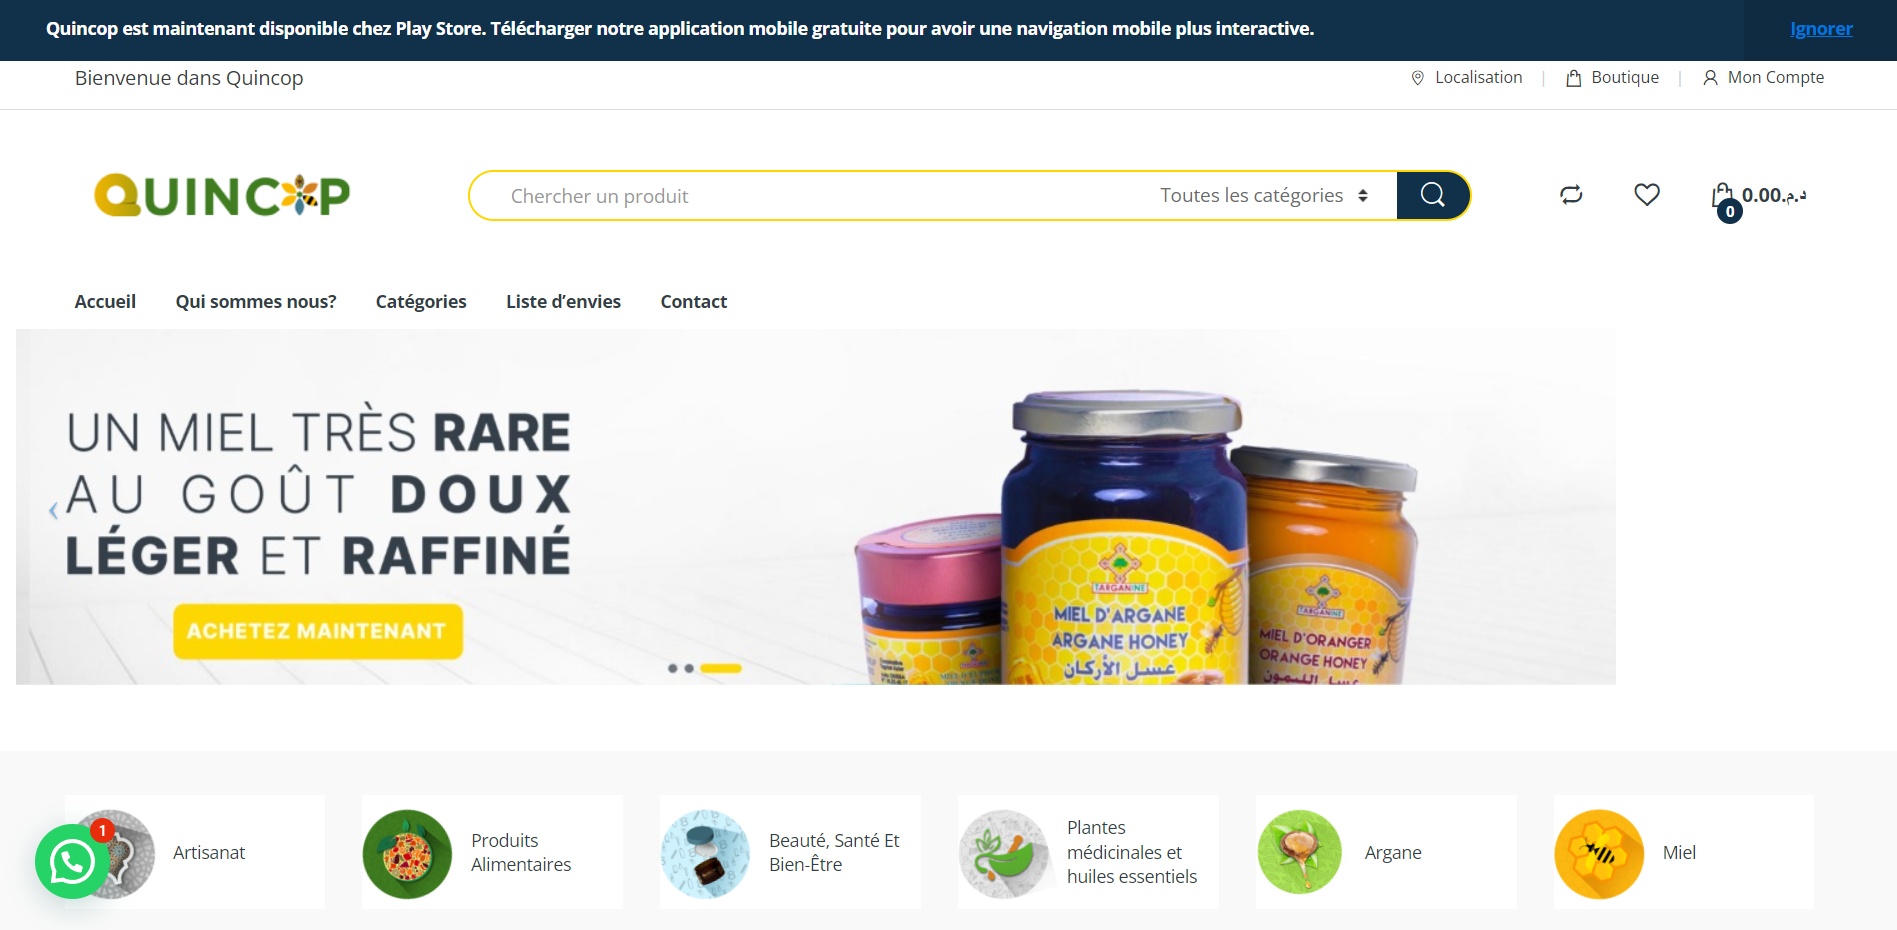 Quincop est maintenant disponible chez Play Store. Télécharger notre application mobile gratuite pour avoir une navigation mobile plus interactive.
Ignorer
Bienvenue dans Quincop
Localisation
Boutique
Mon Compte
QUINCOP
Chercher un produit
Toutes les catégories
0
0.00د.م.
Accueil
Qui sommes nous?
Catégories
Liste d’envies
Contact
UN MIEL TRÈS RARE
AU GOÛT DOUX
LÉGER ET RAFFINÉ
ACHETEZ MAINTENANT
TARGANINE
MIEL D'ARGANE
ARGANE HONEY
عسل الأركان
TARGANINE
MIEL D'ORANGER
ORANGE HONEY
عسل الليمون
Artisanat
1
Produits
Alimentaires
Beauté, Santé Et
Bien-Être
Plantes
médicinales et
huiles essentiels
Argane
Miel